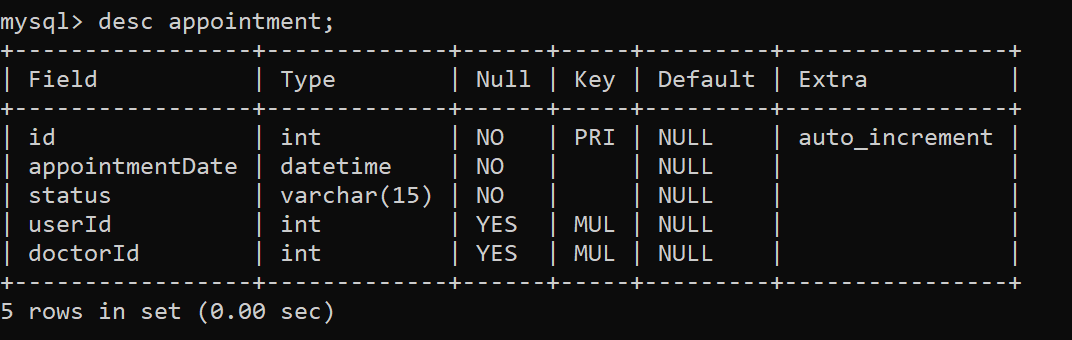 mysql> desc appointment;
+-----------------+-------------+------+-----+---------+----------------+
| Field           | Type        | Null | Key | Default | Extra          |
+-----------------+-------------+------+-----+---------+----------------+
| id              | int         | NO   | PRI | NULL    | auto_increment |
| appointmentDate | datetime    | NO   |     | NULL    |                |
| status          | varchar(15) | NO   |     | NULL    |                |
| userId          | int         | YES  | MUL | NULL    |                |
| doctorId        | int         | YES  | MUL | NULL    |                |
+-----------------+-------------+------+-----+---------+----------------+
5 rows in set (0.00 sec)